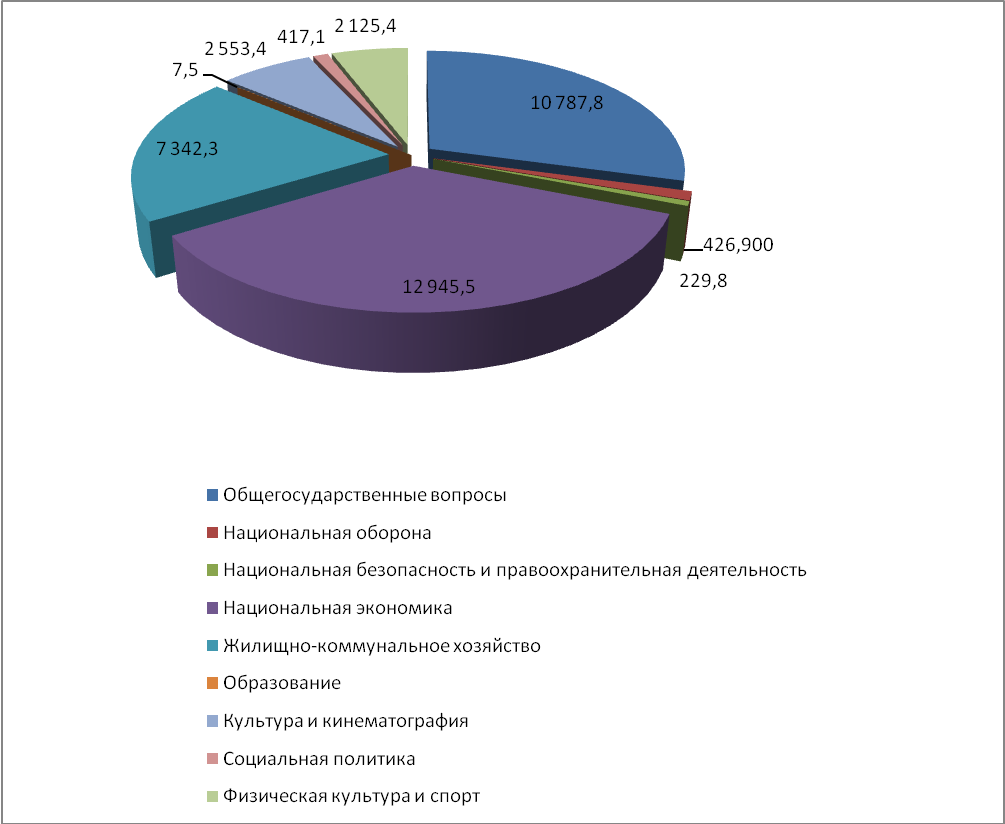 2 125,4
417,1
2 553,4
7,5
10 787,8
7 342,3
426,900
229,8
12 945,5
Общегосударственные вопросы
Национальная оборона
Национальная безопасность и правоохранительная деятельность
Национальная экономика
Жилищно-коммунальное хозяйство
Образование
Культура и кинематография
Социальная политика
Физическая культура и спорт